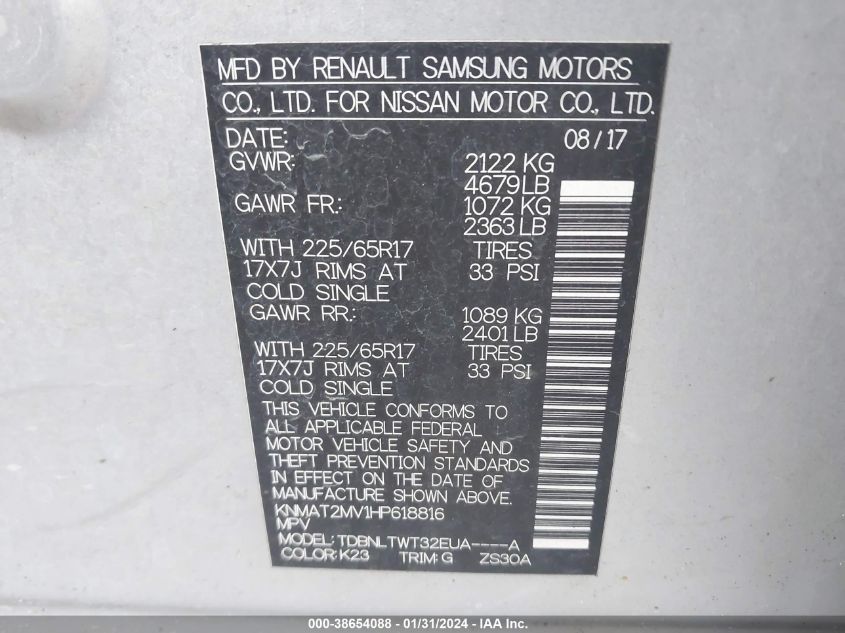 MFD BY RENAULT SAMSUNG MOTORS
CO., LTD. FOR NISSAN MOTOR CO., LTD.
DATE: 08/17
GVWR: 2122 KG
4679LB
GAWR FR.: 1072 KG
2363 LB
WITH 225/65R17 TIRES
17X7J RIMS AT 33 PSI
COLD SINGLE
GAWR RR.: 1089 KG
2401 LB
WITH 225/65R17 TIRES
17X7J RIMS AT 33 PSI
COLD SINGLE
THIS VEHICLE CONFORMS TO
ALL APPLICABLE FEDERAL
MOTOR VEHICLE SAFETY AND
THEFT PREVENTION STANDARDS
IN EFFECT ON THE DATE OF
MANUFACTURE SHOWN ABOVE.
KNMAT2MV1HP618816
MPV
MODEL: TDBNLTWT32EUA----A
COLOR:K23 TRIM:G ZS30A
000-38654088 - 01/31/2024 - IAA Inc.